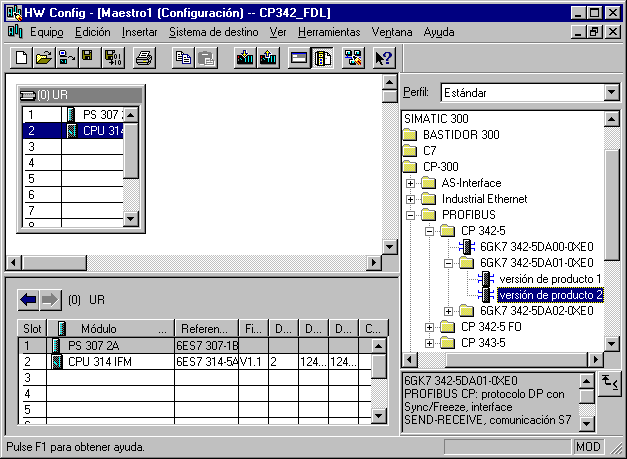 HW Config - [Maestro1 (Configuración) -- CP342_FDL]
Equipo Edición Insertar Sistema de destino Ver Herramientas Ventana Ayuda
(0) UR
1 PS 307 2
2 CPU 314
3
4
5
6
7
8
Perfil: Estándar
SIMATIC 300
BASTIDOR 300
C7
CP-300
AS-Interface
Industrial Ethernet
PROFIBUS
CP 342-5
6GK7 342-5DA00-0XE0
6GK7 342-5DA01-0XE0
versión de producto 1
versión de producto 2
6GK7 342-5DA02-0XE0
CP 342-5 FO
CP 343-5
(0) UR
Slot Módulo ... Referen... Fi... D... D... D... C...
1 PS 307 2A 6ES7 307-1B
2 CPU 314 IFM 6ES7 314-5A V1.1 2 124... 124...
3
4
5
6GK7 342-5DA01-0XE0
PROFIBUS CP: protocolo DP con
Sync/Freeze, interface
SEND-RECEIVE, comunicación S7
Pulse F1 para obtener ayuda. MOD